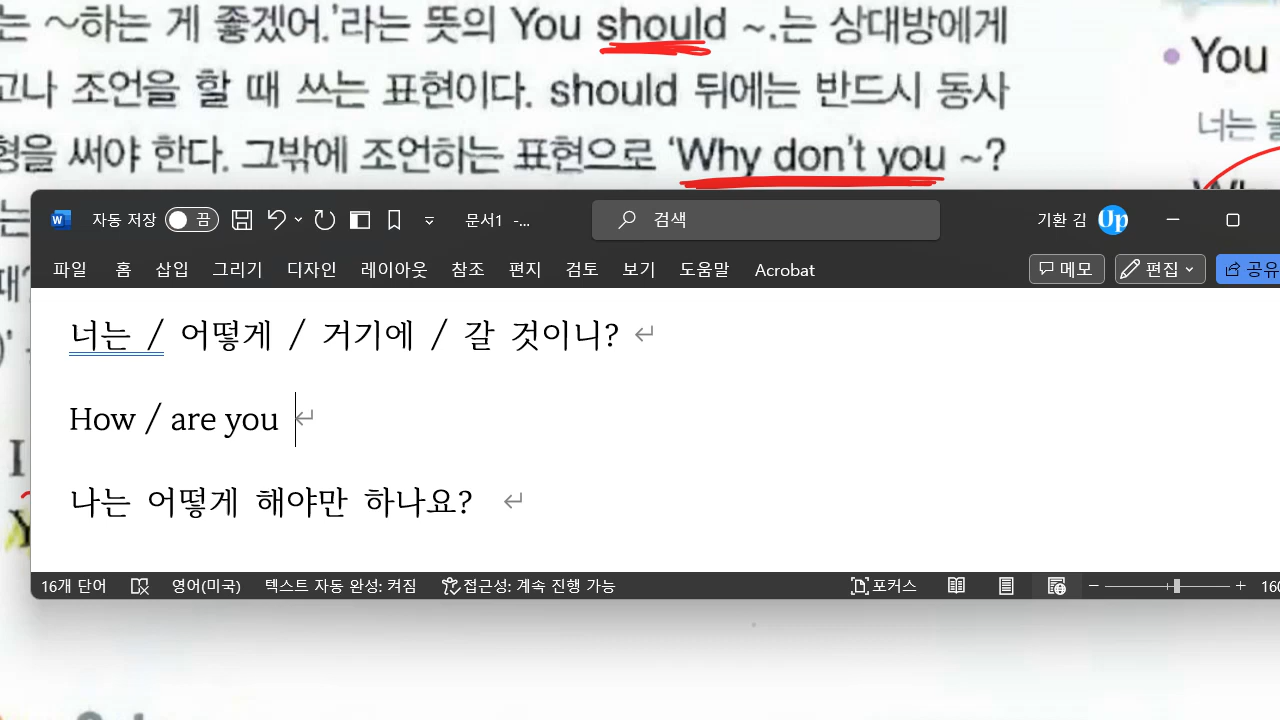 는 ~하는 게 좋겠어.'라는 뜻의 You should ~.는 상대방에게
고나 조언을 할 때 쓰는 표현이다. should 뒤에는 반드시 동사
형을 써야 한다. 그밖에 조언하는 표현으로 'Why don't you ~?
You
너는
자동 저장 끔 문서1 -... 검색 기환 김 Up
파일 홈 삽입 그리기 디자인 레이아웃 참조 편지 검토 보기 도움말 Acrobat 메모 편집 공유
너는 / 어떻게 / 거기에 / 갈 것이니?
How / are you
나는 어떻게 해야만 하나요?
I
16개 단어 영어(미국) 텍스트 자동 완성: 켜짐 접근성: 계속 진행 가능 포커스 160